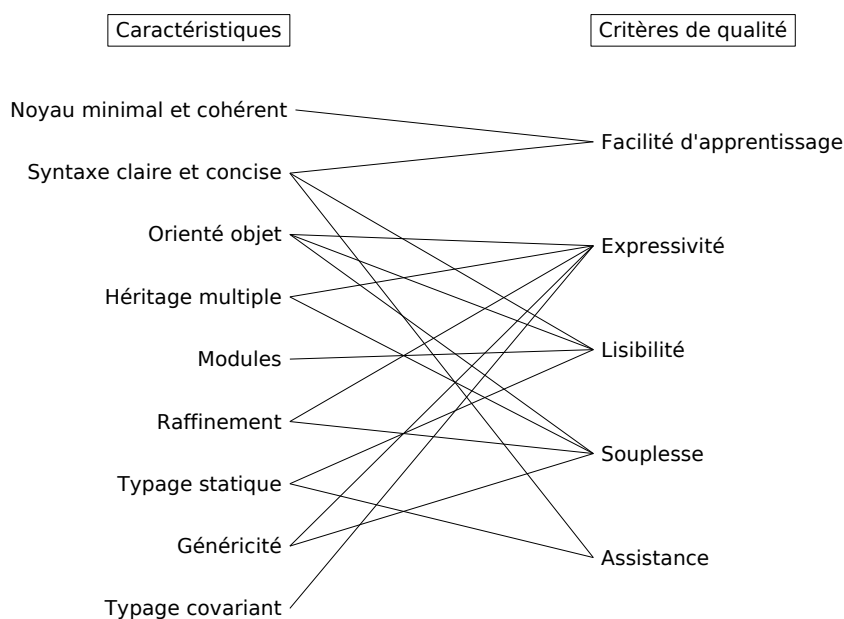 Caractéristiques
Critères de qualité
Noyau minimal et cohérent
Syntaxe claire et concise
Orienté objet
Héritage multiple
Modules
Raffinement
Typage statique
Généricité
Typage covariant
Facilité d'apprentissage
Expressivité
Lisibilité
Souplesse
Assistance